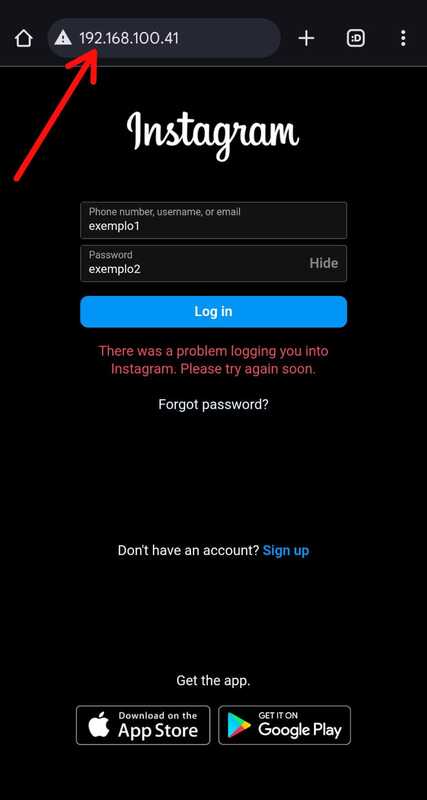 192.168.100.41
:D
Instagram
Phone number, username, or email
exemplo1
Password
exemplo2
Hide
Log in
There was a problem logging you into
Instagram. Please try again soon.
Forgot password?
Don't have an account? Sign up
Get the app.
Download on the
App Store
GET IT ON
Google Play